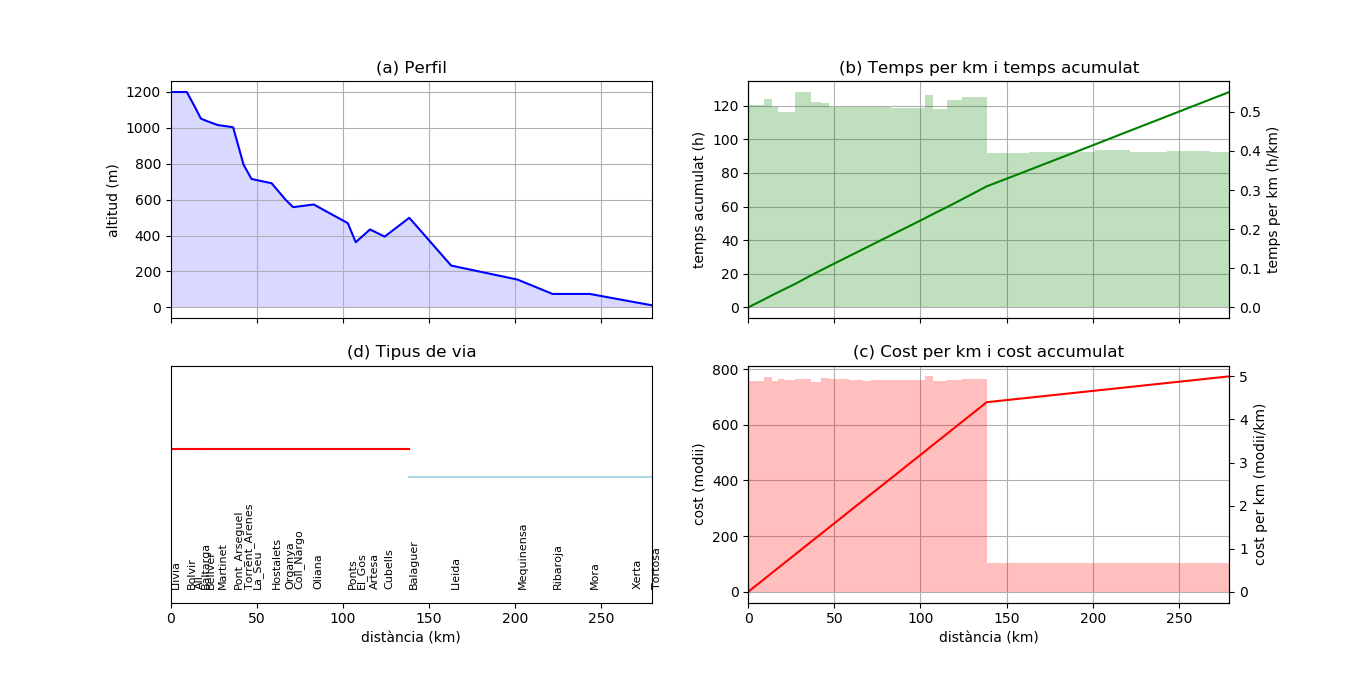 (a) Perfil
1200
1000
800
600
400
200
0
altitud (m)
(b) Temps per km i temps acumulat
120
100
80
60
40
20
0
temps acumulat (h)
0.5
0.4
0.3
0.2
0.1
0.0
temps per km (h/km)
(d) Tipus de via
Llivia
Bolvir
All
Baltarga
Bellver
Martinet
Pont_Arseguel
Torrent_Arenes
La_Seu
Hostalets
Organya
Coll_Nargo
Oliana
Ponts
El_Gos
Artesa
Cubells
Balaguer
Lleida
Mequinensa
Ribaroja
Mora
Xerta
Tortosa
0 50 100 150 200 250
distància (km)
(c) Cost per km i cost accumulat
800
600
400
200
0
cost (modii)
5
4
3
2
1
0
cost per km (modii/km)
0 50 100 150 200 250
distància (km)